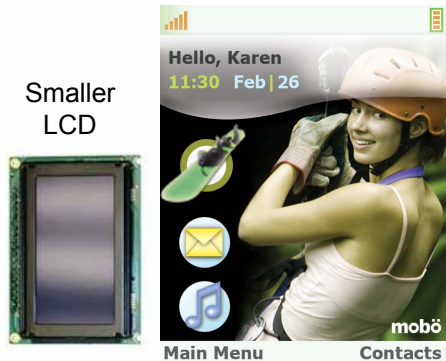 Smaller
LCD
Hello, Karen
11:30 Feb|26
mobö
Main Menu Contacts